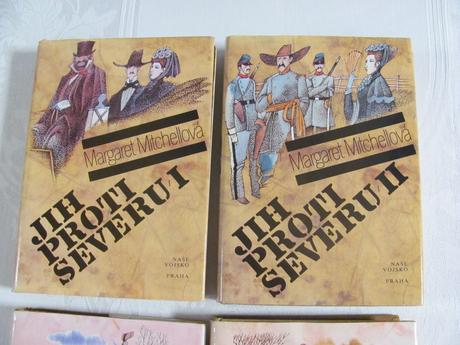 Margaret Mitchellová
JIH
PROTI
SEVERU I
NAŠE
VOJSKO
PRAHA
Margaret Mitchellová
JIH
PROTI
SEVERU II
NAŠE
VOJSKO
PRAHA